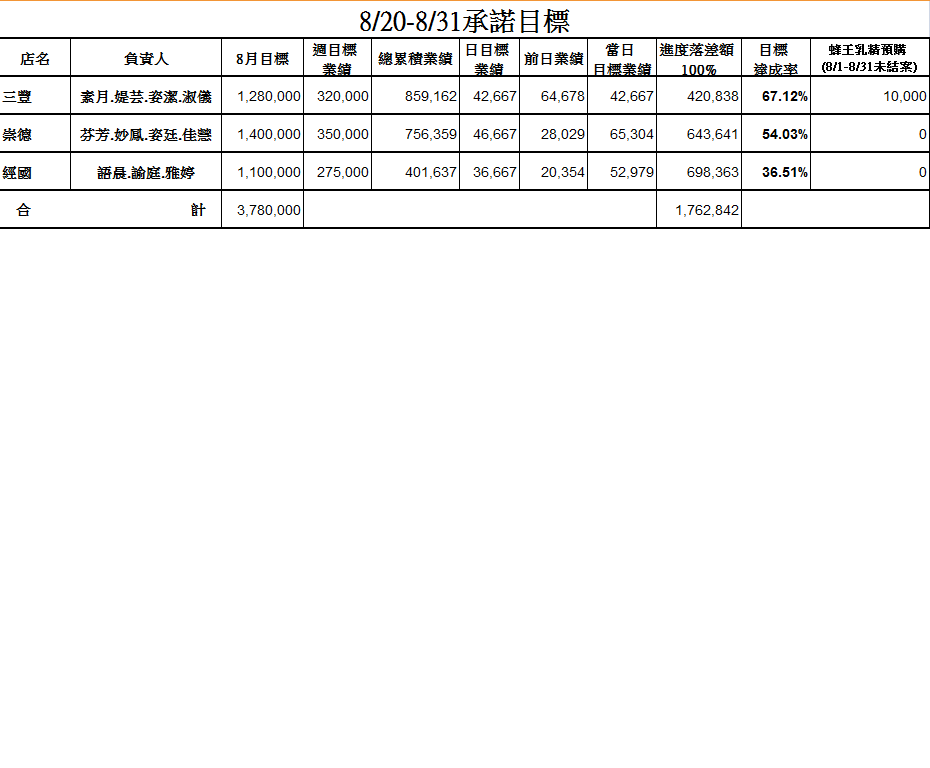 8/20-8/31承諾目標
店名 負責人 8月目標 週目標業績 總累積業績 日目標業績 前日業績 當日目標業績 進度落差額100% 目標達成率 蜂王乳精預購(8/1-8/31未結案)
三豐 素月.媞芸.姿潔.淑儀 1,280,000 320,000 859,162 42,667 64,678 42,667 420,838 67.12% 10,000
崇德 芬芳.妙鳳.姿廷.佳慧 1,400,000 350,000 756,359 46,667 28,029 65,304 643,641 54.03% 0
經國 語晨.諭庭.雅婷 1,100,000 275,000 401,637 36,667 20,354 52,979 698,363 36.51% 0
合計 3,780,000 1,762,842